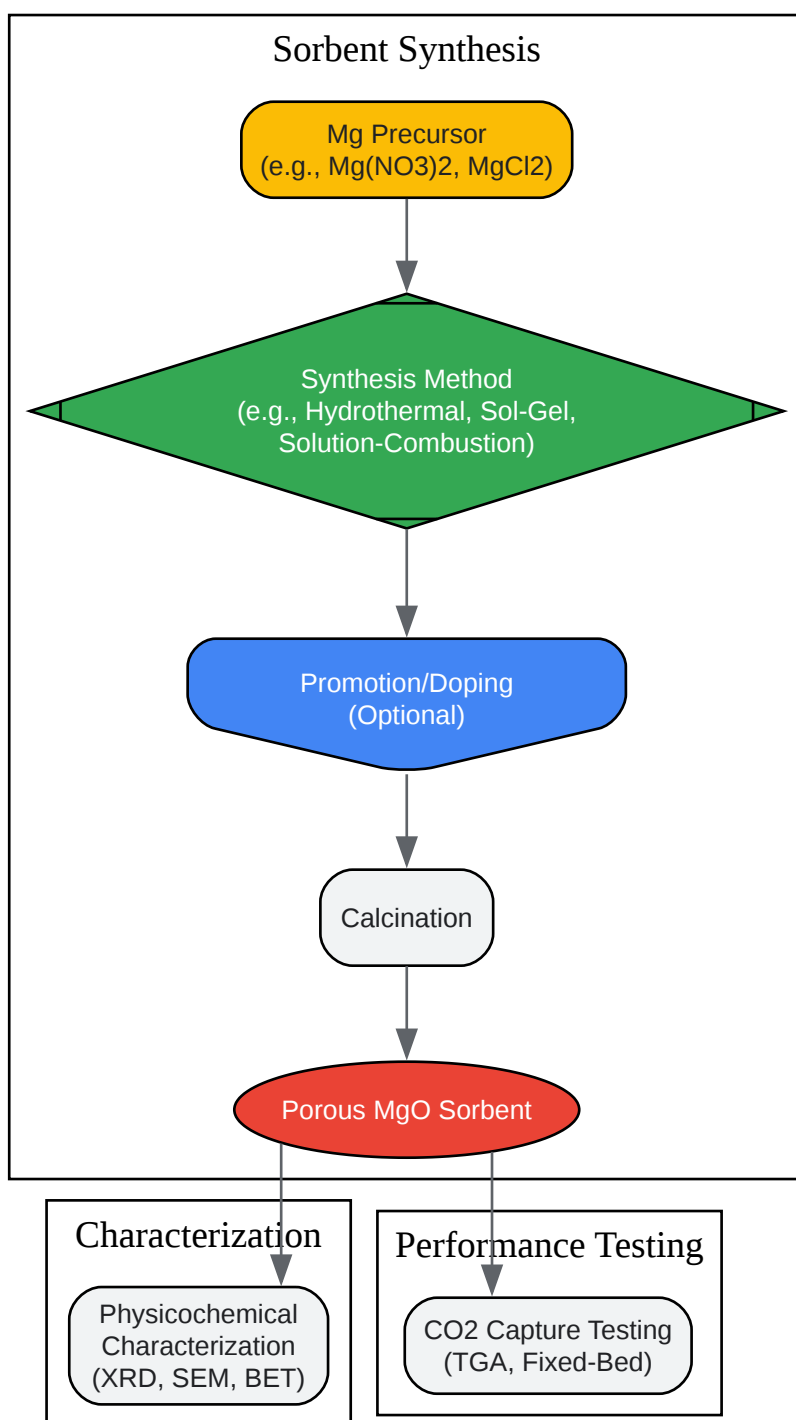 Sorbent Synthesis
Mg Precursor
(e.g., Mg(NO3)2, MgCl2)
Synthesis Method
(e.g., Hydrothermal, Sol-Gel,
Solution-Combustion)
Promotion/Doping
(Optional)
Calcination
Porous MgO Sorbent
Characterization
Physicochemical
Characterization
(XRD, SEM, BET)
Performance Testing
CO2 Capture Testing
(TGA, Fixed-Bed)